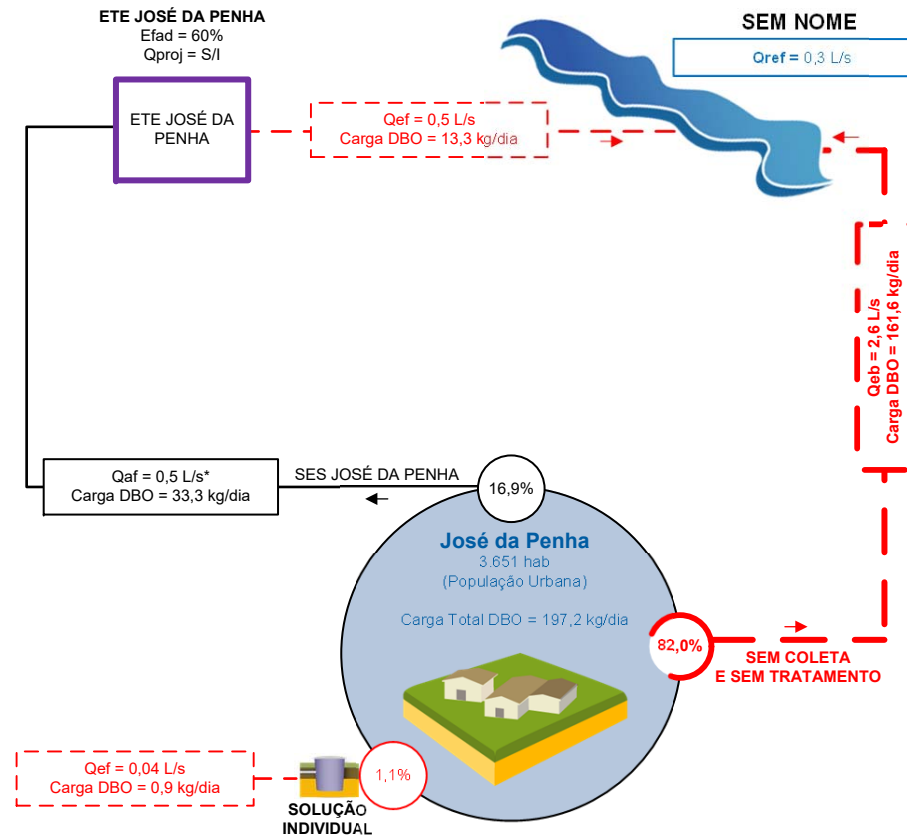 ETE JOSÉ DA PENHA
Efad = 60%
Qproj = S/I
ETE JOSÉ DA
PENHA
Qef = 0,5 L/s
Carga DBO = 13,3 kg/dia
SEM NOME
Qref = 0,3 L/s
Qeb = 2,6 L/s
Carga DBO = 161,6 kg/dia
Qaf = 0,5 L/s*
Carga DBO = 33,3 kg/dia
SES JOSÉ DA PENHA
16,9%
José da Penha
3.651 hab
(População Urbana)
Carga Total DBO = 197,2 kg/dia
82,0%
SEM COLETA
E SEM TRATAMENTO
Qef = 0,04 L/s
Carga DBO = 0,9 kg/dia
1,1%
SOLUÇÃO
INDIVIDUAL